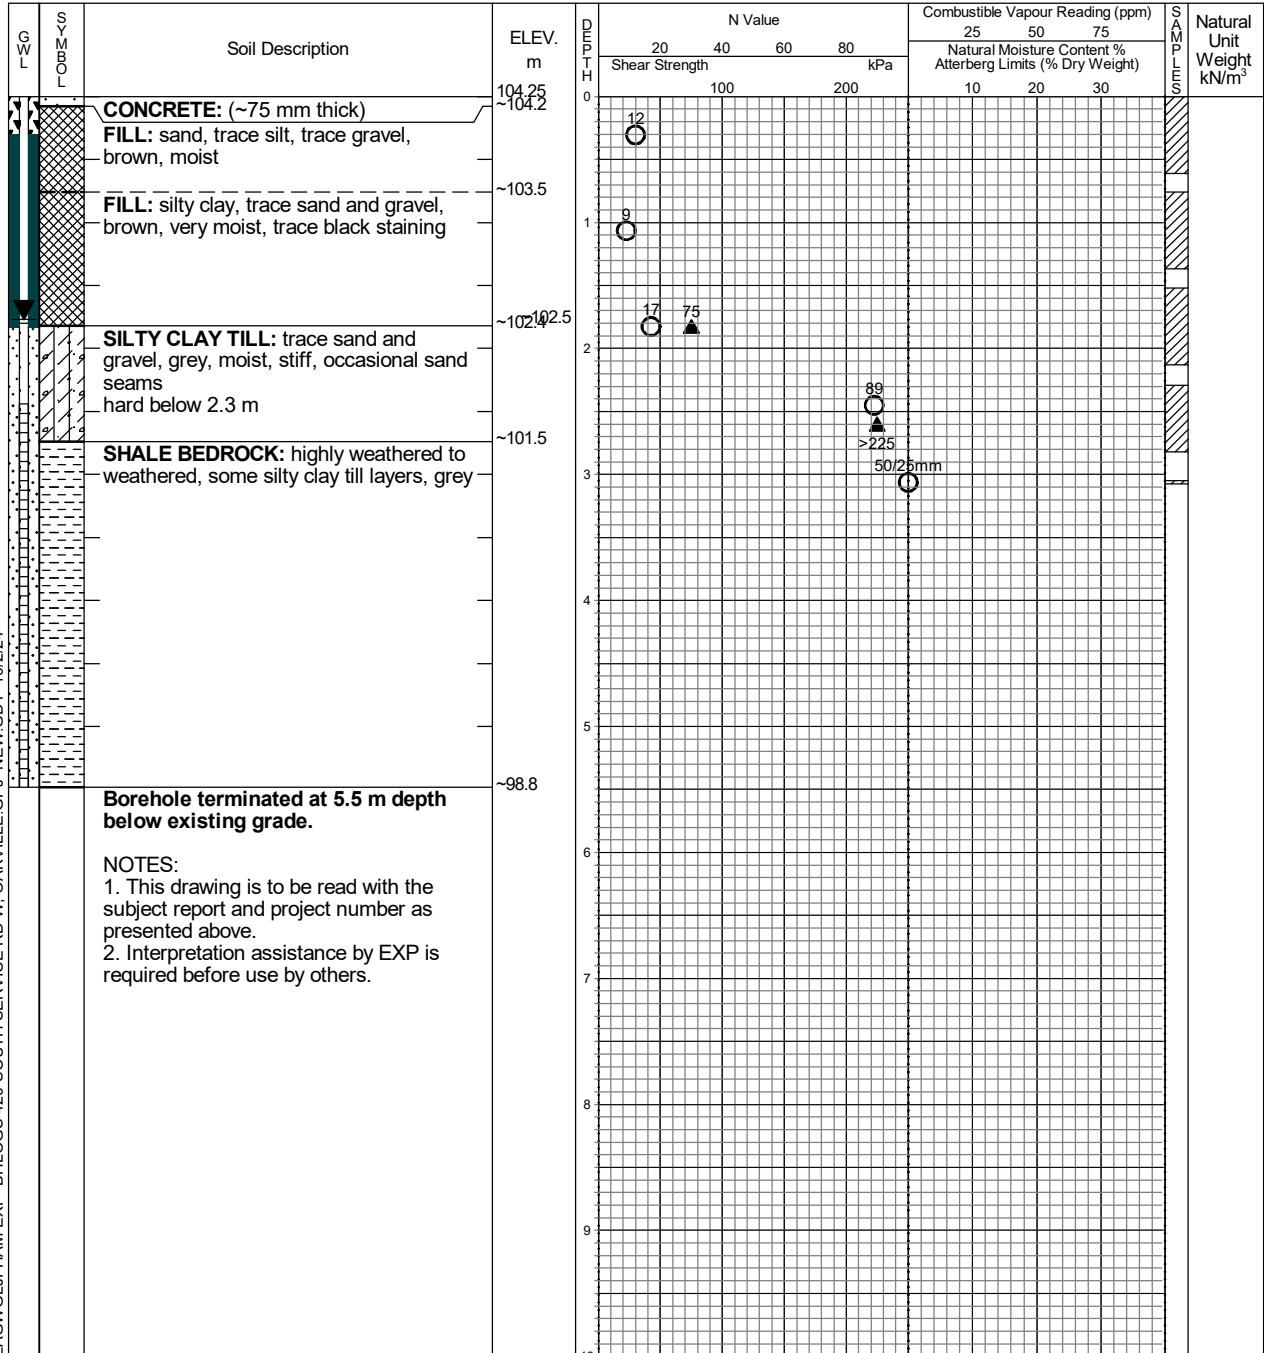 GWL
SYMBOL
Soil Description
ELEV.
m
DEPTH
N Value
20 40 60 80
Shear Strength kPa
100 200
Combustible Vapour Reading (ppm)
25 50 75
Natural Moisture Content %
Atterberg Limits (% Dry Weight)
10 20 30
SAMPLES
Natural
Unit
Weight
kN/m³
104.25
0
CONCRETE: (~75 mm thick)
~104.2
FILL: sand, trace silt, trace gravel,
brown, moist
12
~103.5
FILL: silty clay, trace sand and gravel,
brown, very moist, trace black staining
9
1
17 75
~102.5
~102.4
SILTY CLAY TILL: trace sand and
gravel, grey, moist, stiff, occasional sand
seams
hard below 2.3 m
2
89
>225
~101.5
SHALE BEDROCK: highly weathered to
weathered, some silty clay till layers, grey
50/25mm
3
4
5
~98.8
Borehole terminated at 5.5 m depth
below existing grade.
6
NOTES:
1. This drawing is to be read with the
subject report and project number as
presented above.
2. Interpretation assistance by EXP is
required before use by others.
7
8
9